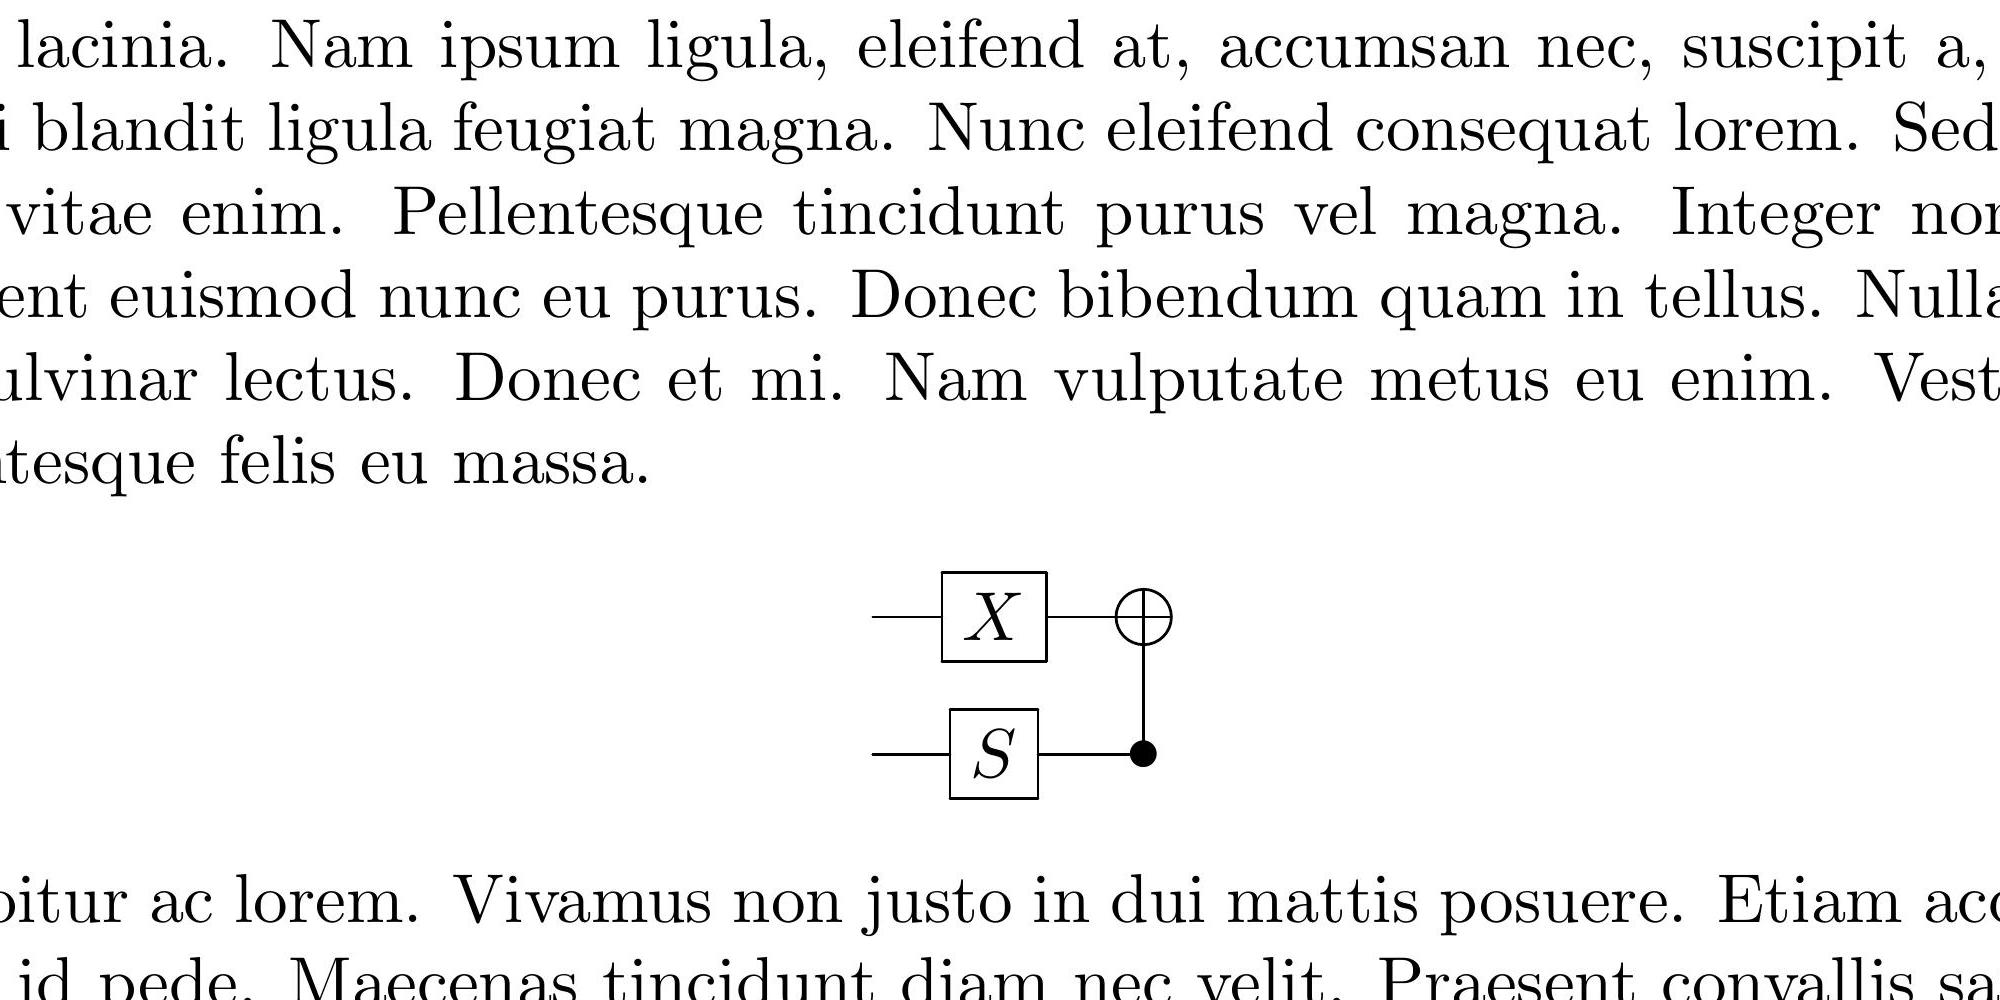 lacinia. Nam ipsum ligula, eleifend at, accumsan nec, suscipit a,
blandit ligula feugiat magna. Nunc eleifend consequat lorem. Sed
vitae enim. Pellentesque tincidunt purus vel magna. Integer non
ent euismod nunc eu purus. Donec bibendum quam in tellus. Nulla
ulvinar lectus. Donec et mi. Nam vulputate metus eu enim. Vest
tesque felis eu massa.
X
S
bitur ac lorem. Vivamus non justo in dui mattis posuere. Etiam acc
id pede. Maecenas tincidunt diam nec velit. Praesent convallis sa